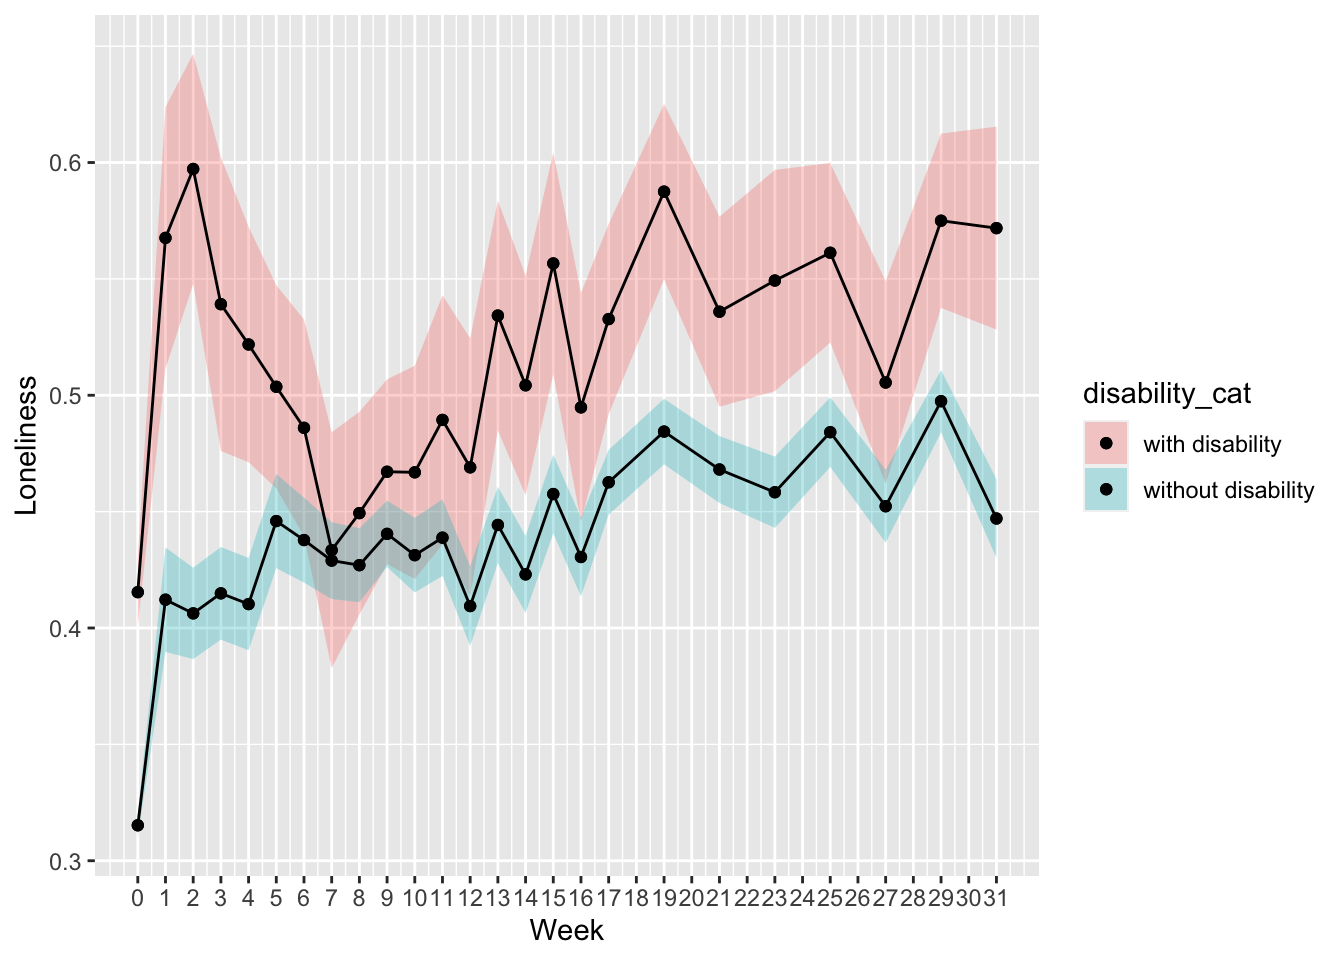 Loneliness
0.6
0.5
0.4
0.3
0 1 2 3 4 5 6 7 8 9 10 11 12 13 14 15 16 17 18 19 20 21 22 23 24 25 26 27 28 29 30 31
Week
disability_cat
with disability
without disability